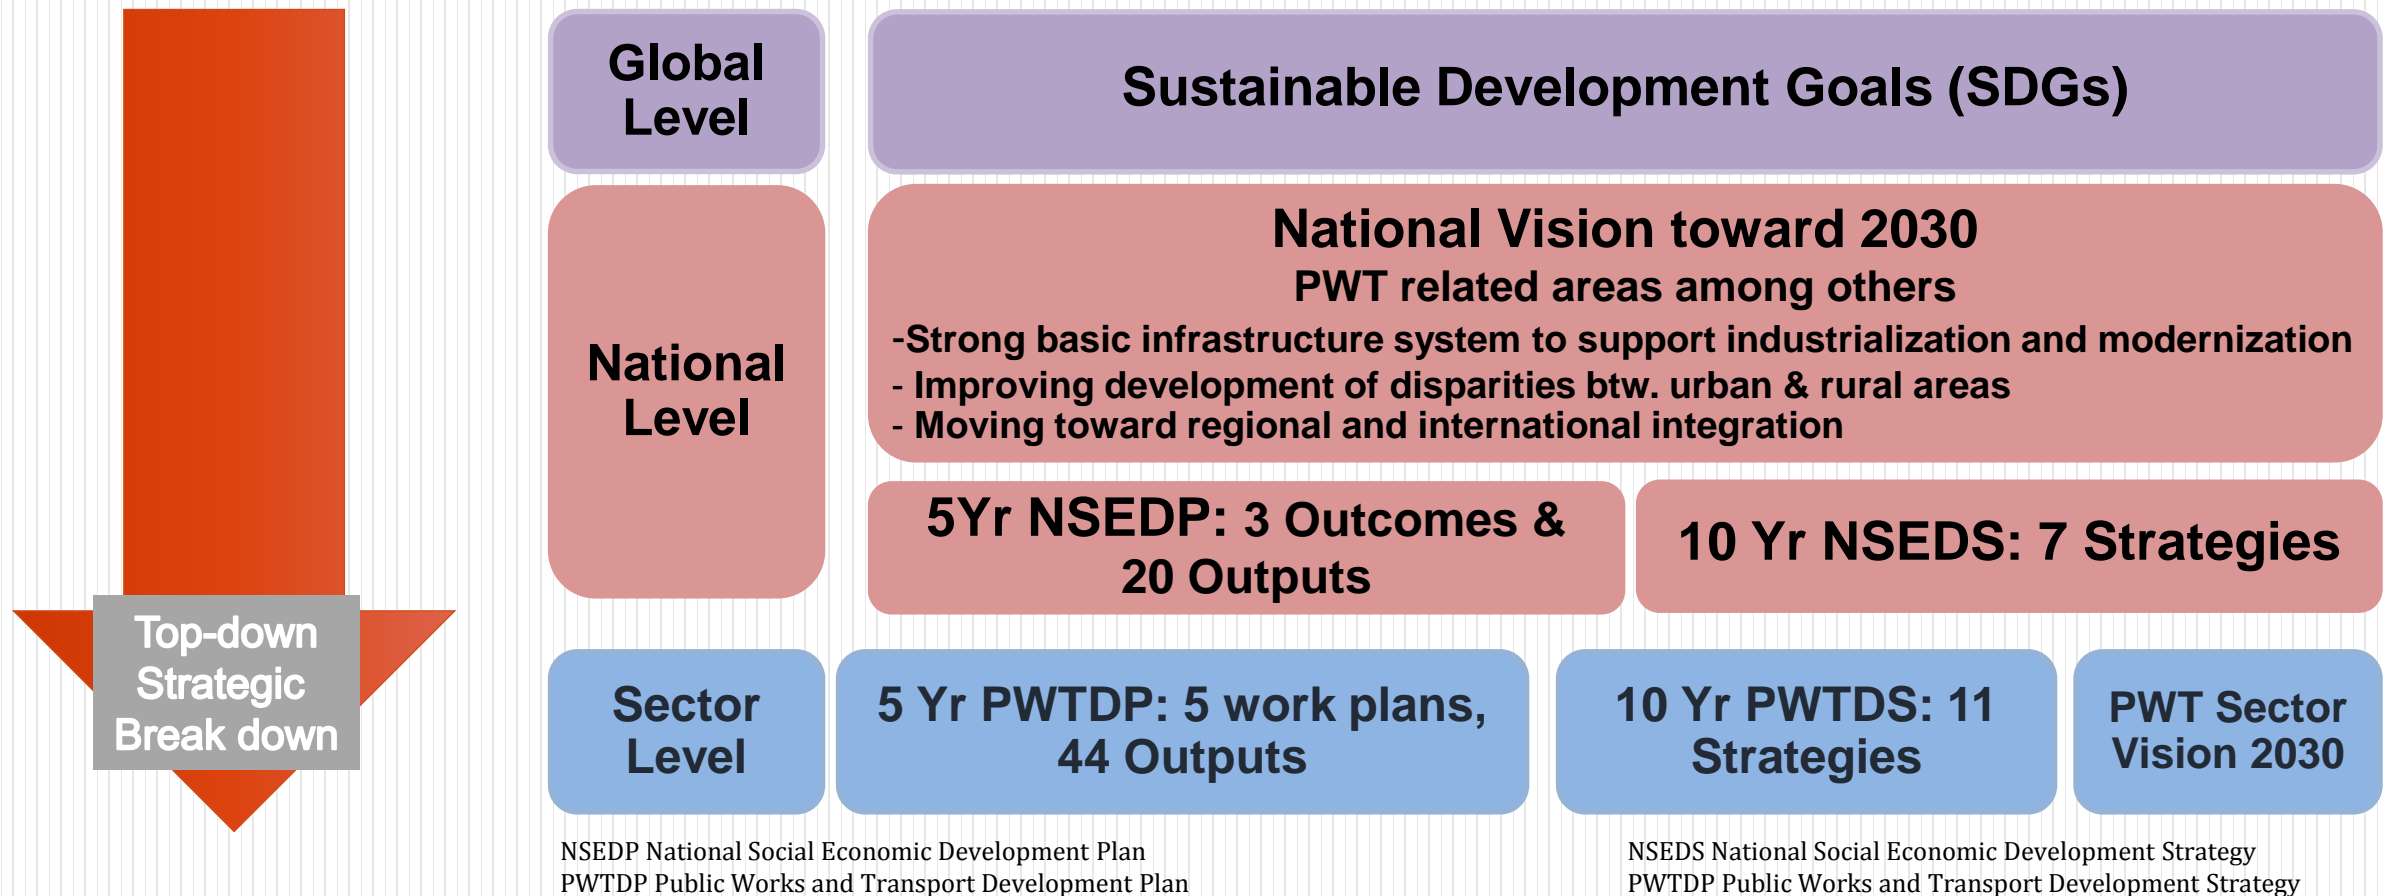 Global
Level
Sustainable Development Goals (SDGs)
National
Level
National Vision toward 2030
PWT related areas among others
-Strong basic infrastructure system to support industrialization and modernization
- Improving development of disparities btw. urban & rural areas
- Moving toward regional and international integration
5Yr NSEDP: 3 Outcomes &
20 Outputs
10 Yr NSEDS: 7 Strategies
Top-down
Strategic
Break down
Sector
Level
5 Yr PWTDP: 5 work plans,
44 Outputs
10 Yr PWTDS: 11
Strategies
PWT Sector
Vision 2030
NSEDP National Social Economic Development Plan
PWTDP Public Works and Transport Development Plan
NSEDS National Social Economic Development Strategy
PWTDP Public Works and Transport Development Strategy